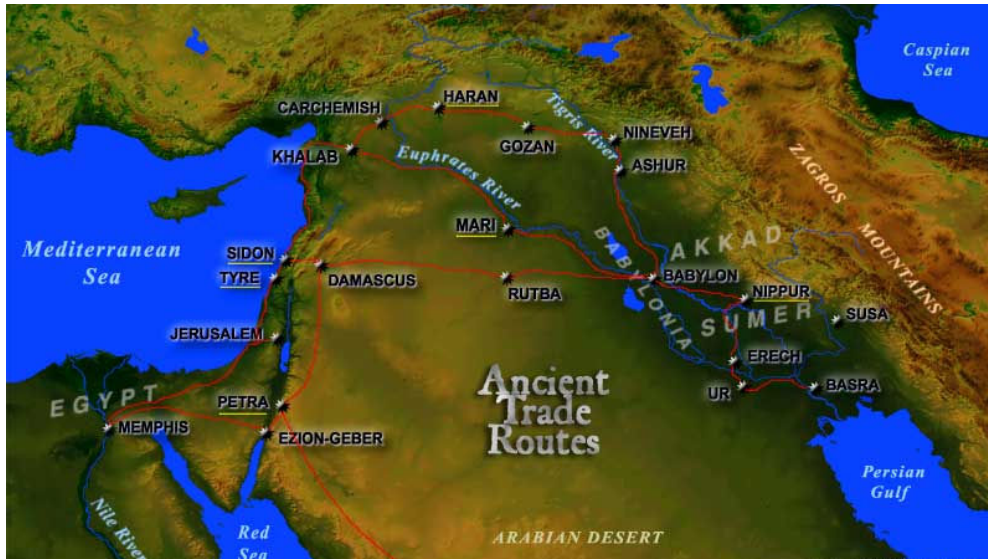 Caspian
Sea
HARAN
CARCHEMISH
Tigris River
NINEVEH
GOZAN
KHALAB
ASHUR
Euphrates River
ZAGROS
MOUNTAINS
MARI
AKKAD
Mediterranean
Sea
SIDON
TYRE
DAMASCUS
RUTBA
BABYLONIA
BABYLON
NIPPUR
SUSA
SUMER
JERUSALEM
ERECH
Ancient
Trade
Routes
UR
BASRA
EGYPT
PETRA
MEMPHIS
EZION-GEBER
Persian
Gulf
Nile River
Red
Sea
ARABIAN DESERT